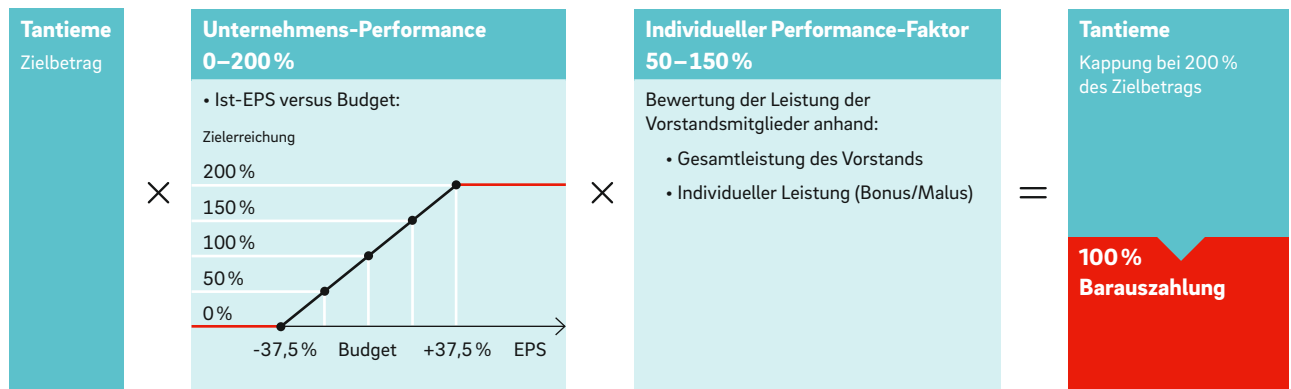 Tantieme
Zielbetrag
×
Unternehmens-Performance
0–200 %
• Ist-EPS versus Budget:
Zielerreichung
200 %
150 %
100 %
50 %
0 %
-37,5 % Budget +37,5 % EPS
×
Individueller Performance-Faktor
50–150 %
Bewertung der Leistung der
Vorstandsmitglieder anhand:
• Gesamtleistung des Vorstands
• Individueller Leistung (Bonus/Malus)
=
Tantieme
Kappung bei 200 %
des Zielbetrags
100 %
Barauszahlung